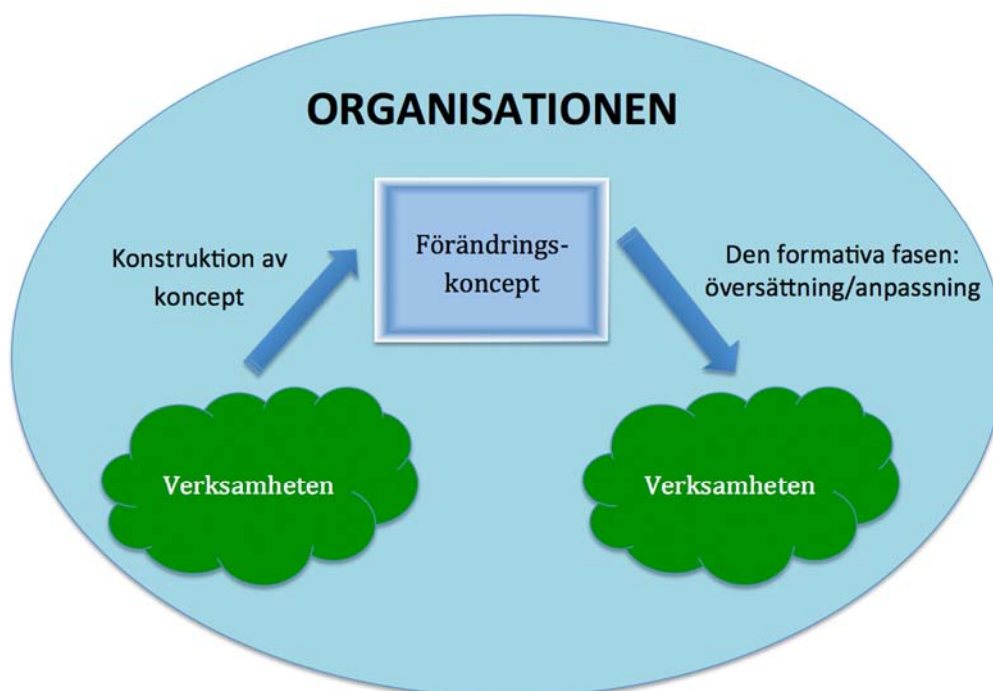 ORGANISATIONEN
Förändrings-
koncept
Konstruktion av
koncept
Den formativa fasen:
översättning/anpassning
Verksamheten
Verksamheten